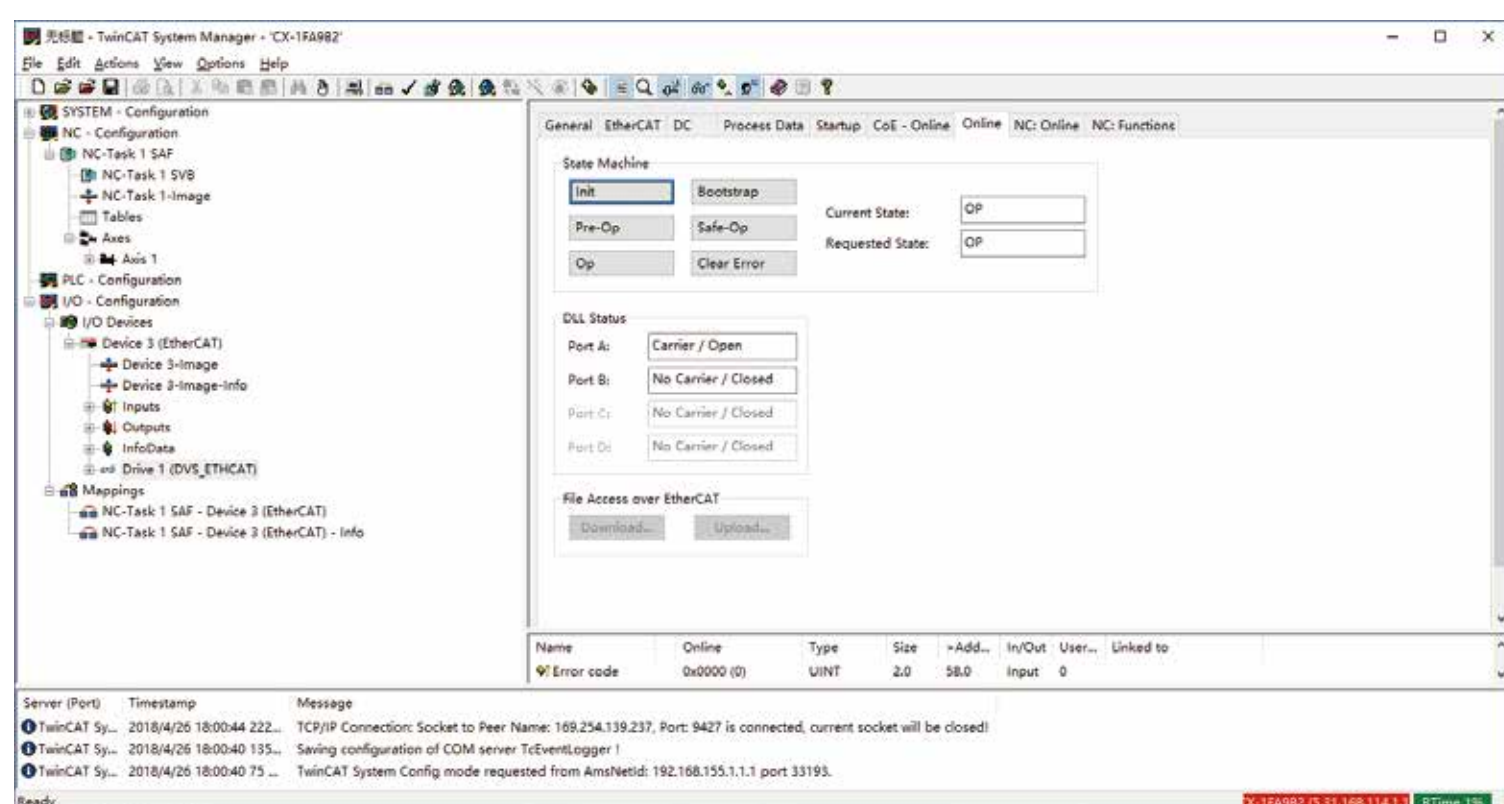 无标题 - TwinCAT System Manager - 'CX-1FA9B2'
File Edit Actions View Options Help
SYSTEM - Configuration
NC - Configuration
NC-Task 1 SAF
NC-Task 1 SVB
NC-Task 1-Image
Tables
Axes
Axis 1
PLC - Configuration
I/O - Configuration
I/O Devices
Device 3 (EtherCAT)
Device 3-Image
Device 3-Image-Info
Inputs
Outputs
InfoData
Drive 1 (DVS_ETHCAT)
Mappings
NC-Task 1 SAF - Device 3 (EtherCAT)
NC-Task 1 SAF - Device 3 (EtherCAT) - Info
General EtherCAT DC Process Data Startup CoE - Online Online NC: Online NC: Functions
State Machine
Init Bootstrap
Pre-Op Safe-Op
Op Clear Error
Current State: OP
Requested State: OP
DLL Status
Port A: Carrier / Open
Port B: No Carrier / Closed
Port C: No Carrier / Closed
Port D: No Carrier / Closed
File Access over EtherCAT
Download... Upload...
Name Online Type Size >Add... In/Out User... Linked to
Error code 0x0000 (0) UINT 2.0 58.0 Input 0
Server (Port) Timestamp Message
TwinCAT Sy... 2018/4/26 18:00:44 222... TCP/IP Connection: Socket to Peer Name: 169.254.139.237, Port: 9427 is connected, current socket will be closed!
TwinCAT Sy... 2018/4/26 18:00:40 135... Saving configuration of COM server TcEventLogger !
TwinCAT Sy... 2018/4/26 18:00:40 75 ... TwinCAT System Config mode requested from AmsNetId: 192.168.155.1.1.1 port 33193.
Ready
RTime 1%